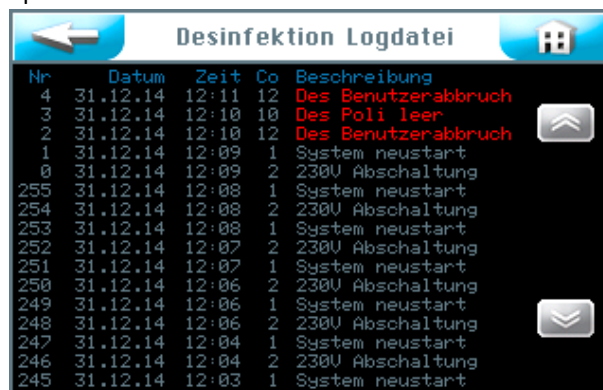 Desinfektion Logdatei
Nr Datum Zeit Co Beschreibung
4 31.12.14 12:11 12 Des Benutzerabbruch
3 31.12.14 12:10 10 Des Poli leer
2 31.12.14 12:10 12 Des Benutzerabbruch
1 31.12.14 12:09 1 System neustart
0 31.12.14 12:09 2 230V Abschaltung
255 31.12.14 12:08 1 System neustart
254 31.12.14 12:08 2 230V Abschaltung
253 31.12.14 12:08 1 System neustart
252 31.12.14 12:07 2 230V Abschaltung
251 31.12.14 12:07 1 System neustart
250 31.12.14 12:06 2 230V Abschaltung
249 31.12.14 12:06 1 System neustart
248 31.12.14 12:06 2 230V Abschaltung
247 31.12.14 12:04 1 System neustart
246 31.12.14 12:04 2 230V Abschaltung
245 31.12.14 12:03 1 System neustart